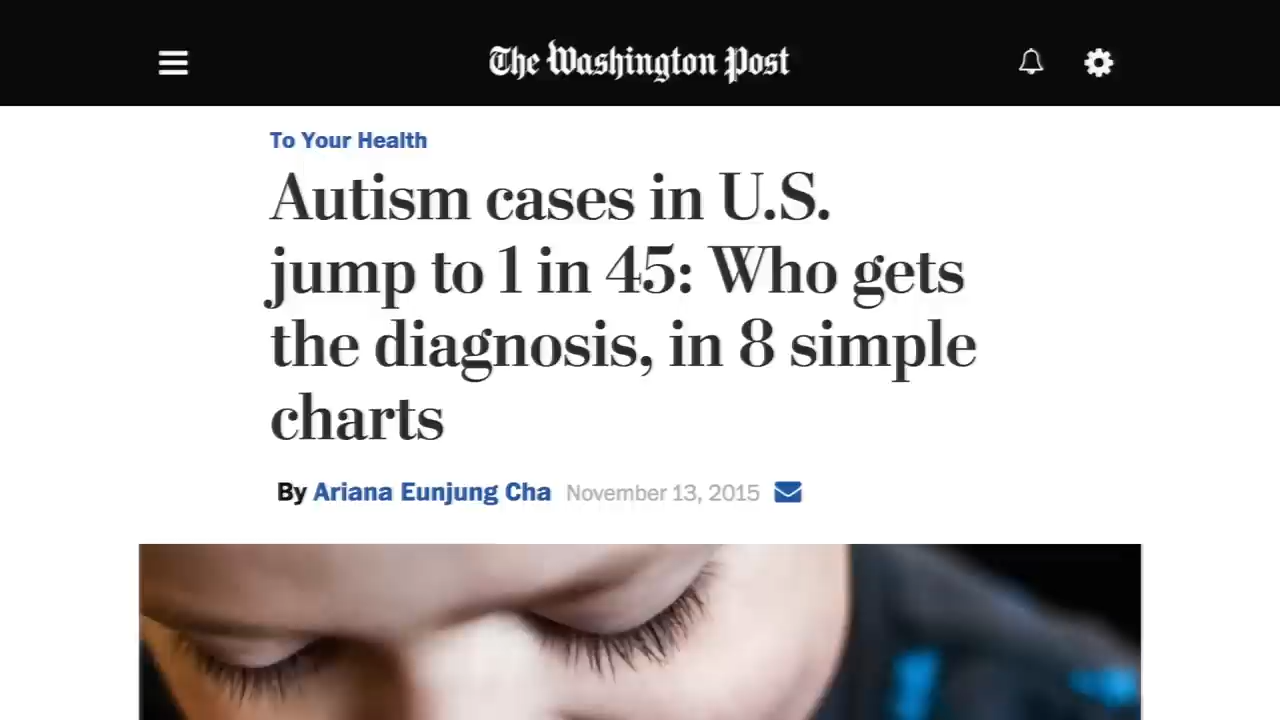 The Washington Post
To Your Health
Autism cases in U.S.
jump to 1 in 45: Who gets
the diagnosis, in 8 simple
charts
By Ariana Eunjung Cha November 13, 2015